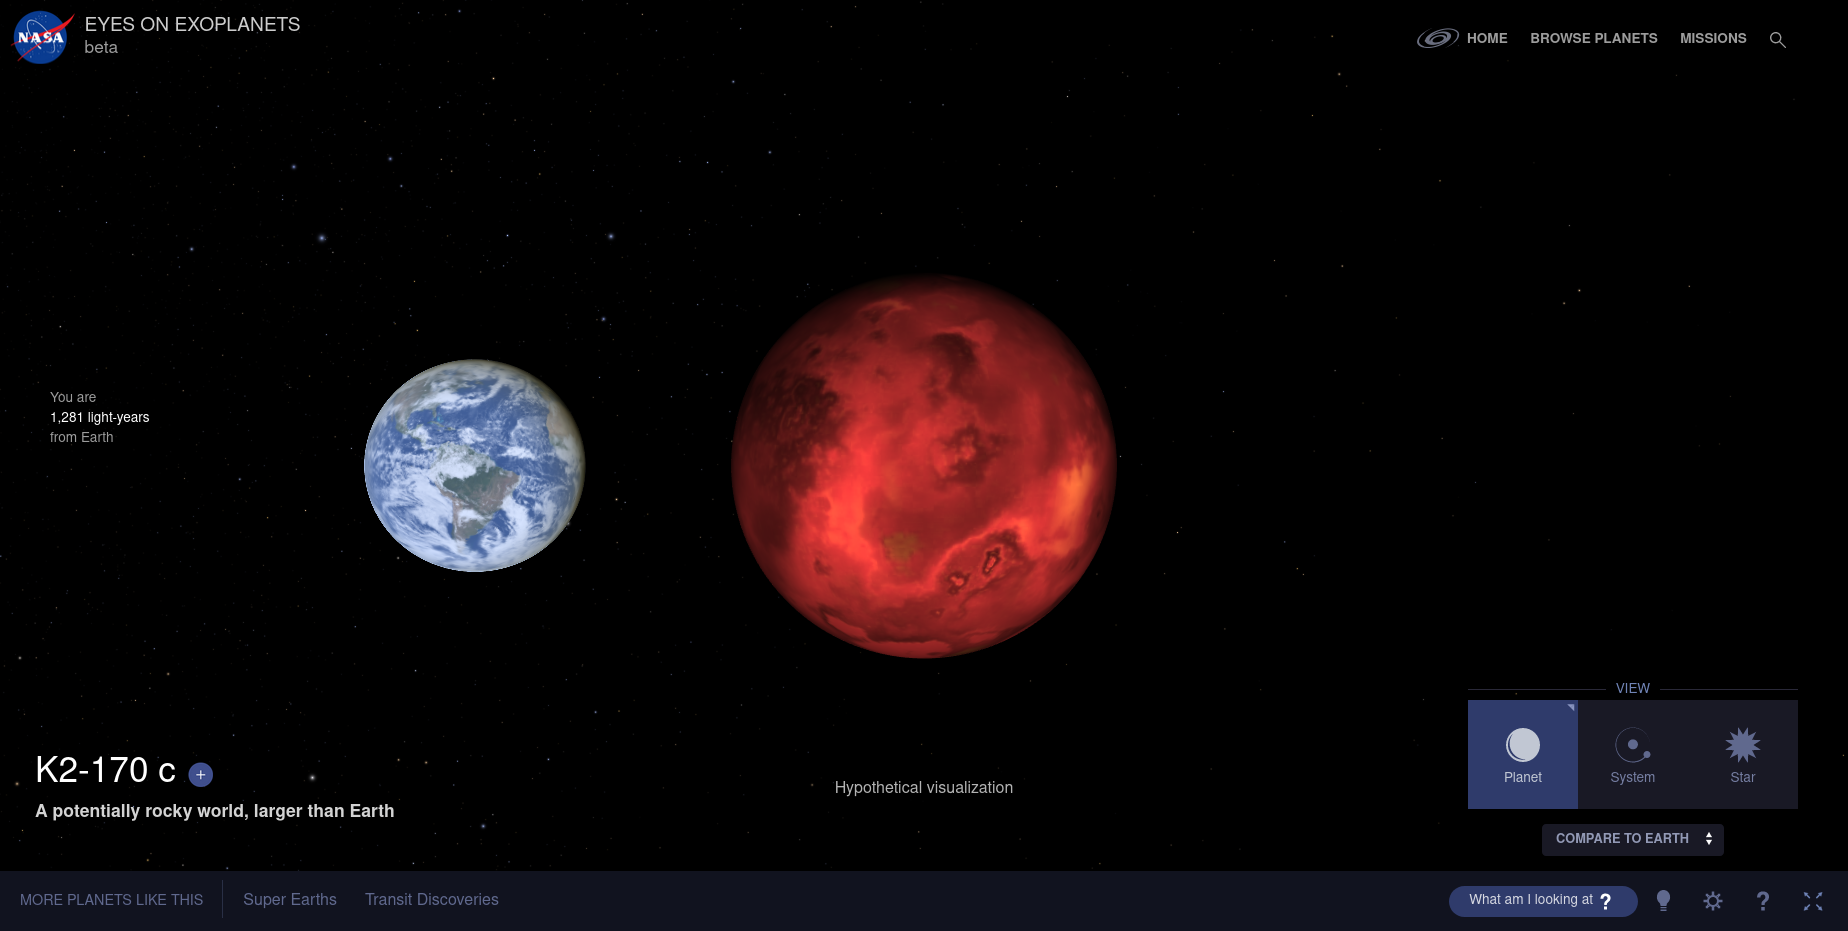 NASA
EYES ON EXOPLANETS
beta
HOME
BROWSE PLANETS
MISSIONS
You are
1,281 light-years
from Earth
K2-170 c +
A potentially rocky world, larger than Earth
Hypothetical visualization
VIEW
Planet
System
Star
COMPARE TO EARTH
MORE PLANETS LIKE THIS
Super Earths
Transit Discoveries
What am I looking at ?
?